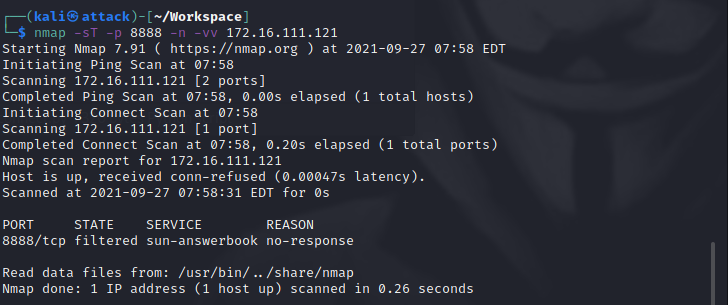 ┌──(kali㉿attack)-[~/Workspace]
└─$ nmap -sT -p 8888 -n -vv 172.16.111.121
Starting Nmap 7.91 ( https://nmap.org ) at 2021-09-27 07:58 EDT
Initiating Ping Scan at 07:58
Scanning 172.16.111.121 [2 ports]
Completed Ping Scan at 07:58, 0.00s elapsed (1 total hosts)
Initiating Connect Scan at 07:58
Scanning 172.16.111.121 [1 port]
Completed Connect Scan at 07:58, 0.20s elapsed (1 total ports)
Nmap scan report for 172.16.111.121
Host is up, received conn-refused (0.00047s latency).
Scanned at 2021-09-27 07:58:31 EDT for 0s
PORT     STATE    SERVICE        REASON
8888/tcp filtered sun-answerbook no-response
Read data files from: /usr/bin/../share/nmap
Nmap done: 1 IP address (1 host up) scanned in 0.26 seconds